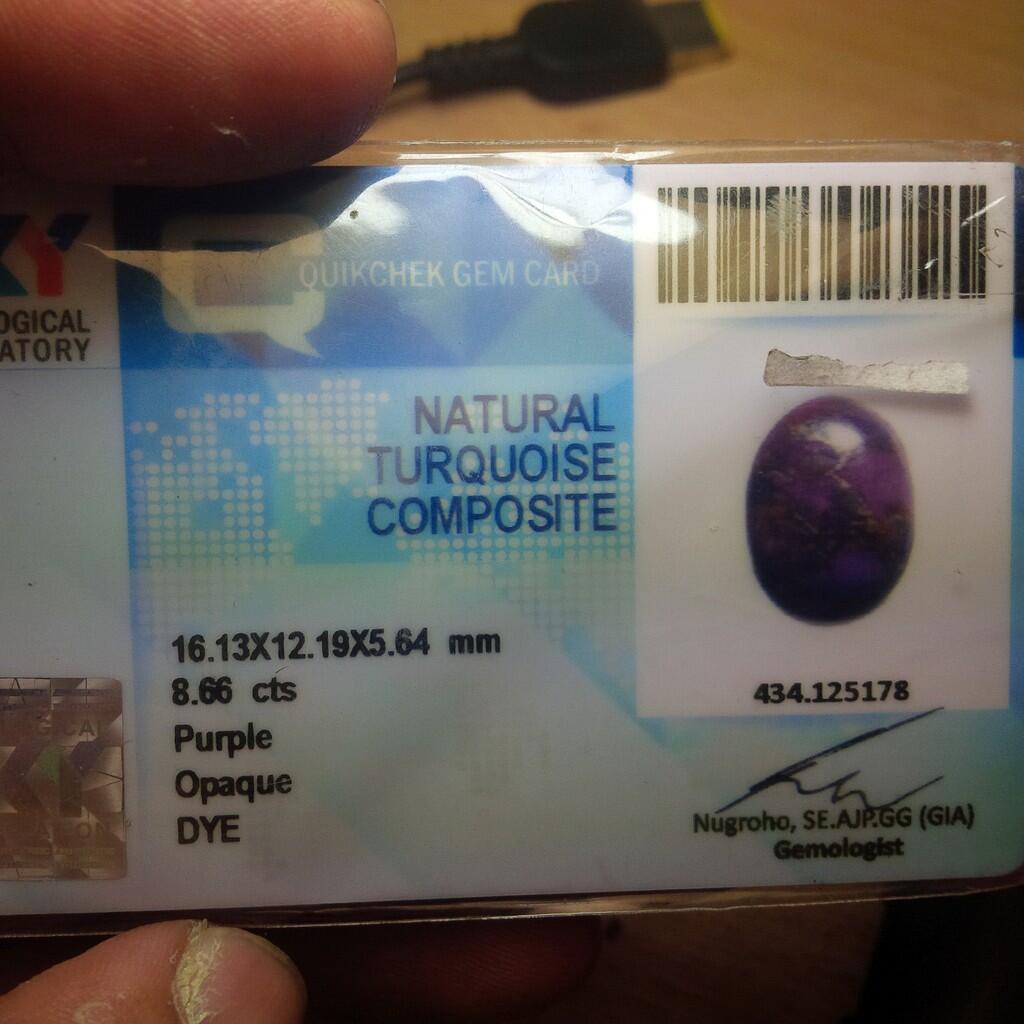 OGICAL
ATORY
QUIKCHEK GEM CARD
NATURAL
TURQUOISE
COMPOSITE
16.13X12.19X5.64 mm
8.66 cts
Purple
Opaque
DYE
434.125178
Nugroho, SE.AJP.GG (GIA)
Gemologist